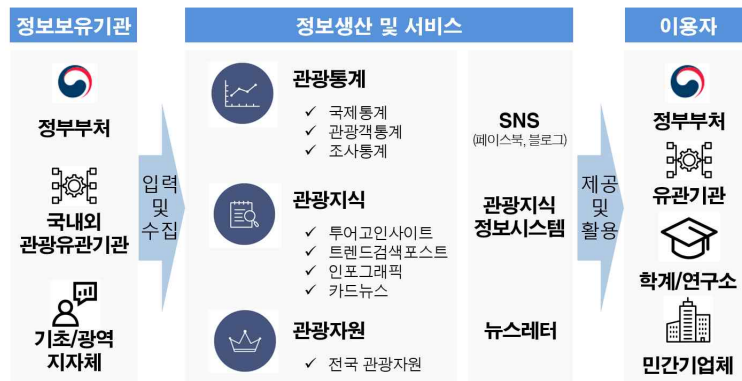 정보보유기관
정부부처
국내외
관광유관기관
기초/광역
지자체
입력
및
수집
정보생산 및 서비스
관광통계
✓ 국제통계
✓ 관광객통계
✓ 조사통계
관광지식
✓ 투어고인사이트
✓ 트렌드검색포스트
✓ 인포그래픽
✓ 카드뉴스
관광자원
✓ 전국 관광자원
SNS
(페이스북, 블로그)
관광지식
정보시스템
뉴스레터
제공
및
활용
이용자
정부부처
유관기관
학계/연구소
민간기업체